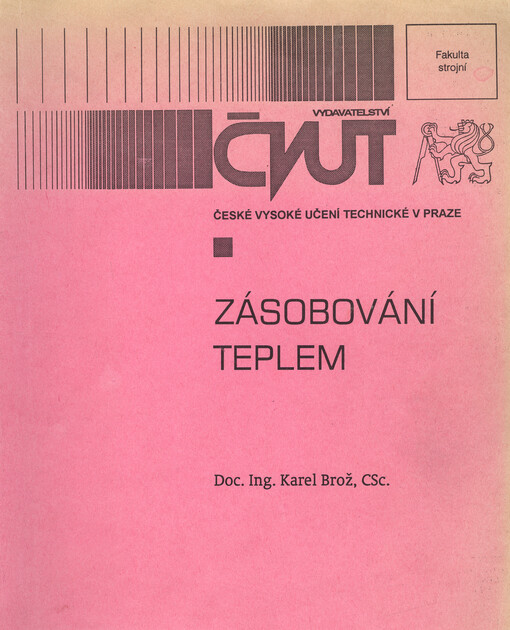 Fakulta
strojní
VYDAVATELSTVÍ
ČVUT
ČESKÉ VYSOKÉ UČENÍ TECHNICKÉ V PRAZE
ZÁSOBOVÁNÍ
TEPLEM
Doc. Ing. Karel Brož, CSc.